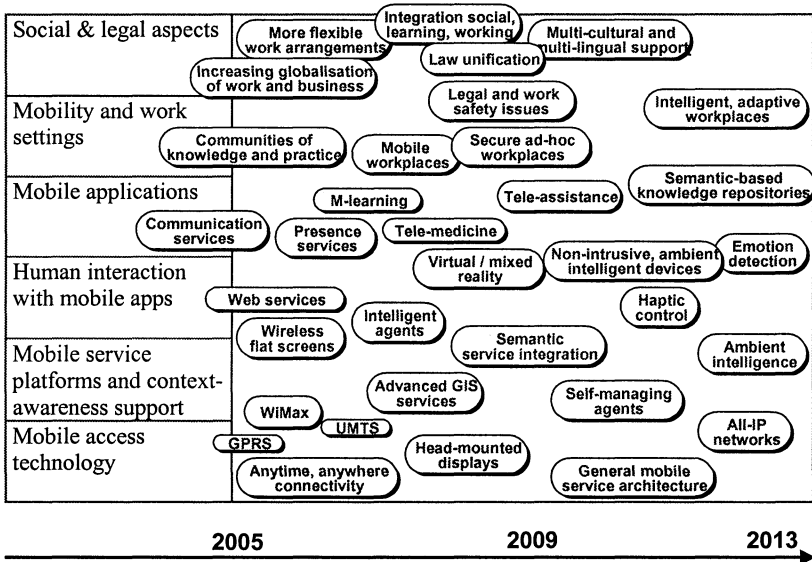 Social & legal aspects
More flexible
work arrangements
Integration social,
learning, working
Multi-cultural and
multi-lingual support
Law unification
Increasing globalisation
of work and business
Legal and work
safety issues
Intelligent, adaptive
workplaces
Mobility and work
settings
Communities of
knowledge and practice
Mobile
workplaces
Secure ad-hoc
workplaces
Semantic-based
knowledge repositories
Mobile applications
M-learning
Tele-assistance
Communication
services
Presence
services
Tele-medicine
Virtual / mixed
reality
Non-intrusive, ambient
intelligent devices
Emotion
detection
Human interaction
with mobile apps
Web services
Intelligent
agents
Haptic
control
Wireless
flat screens
Semantic
service integration
Ambient
intelligence
Mobile service
platforms and context-
awareness support
Advanced GIS
services
Self-managing
agents
WiMax
UMTS
All-IP
networks
Mobile access
technology
GPRS
Head-mounted
displays
Anytime, anywhere
connectivity
General mobile
service architecture
2005
2009
2013